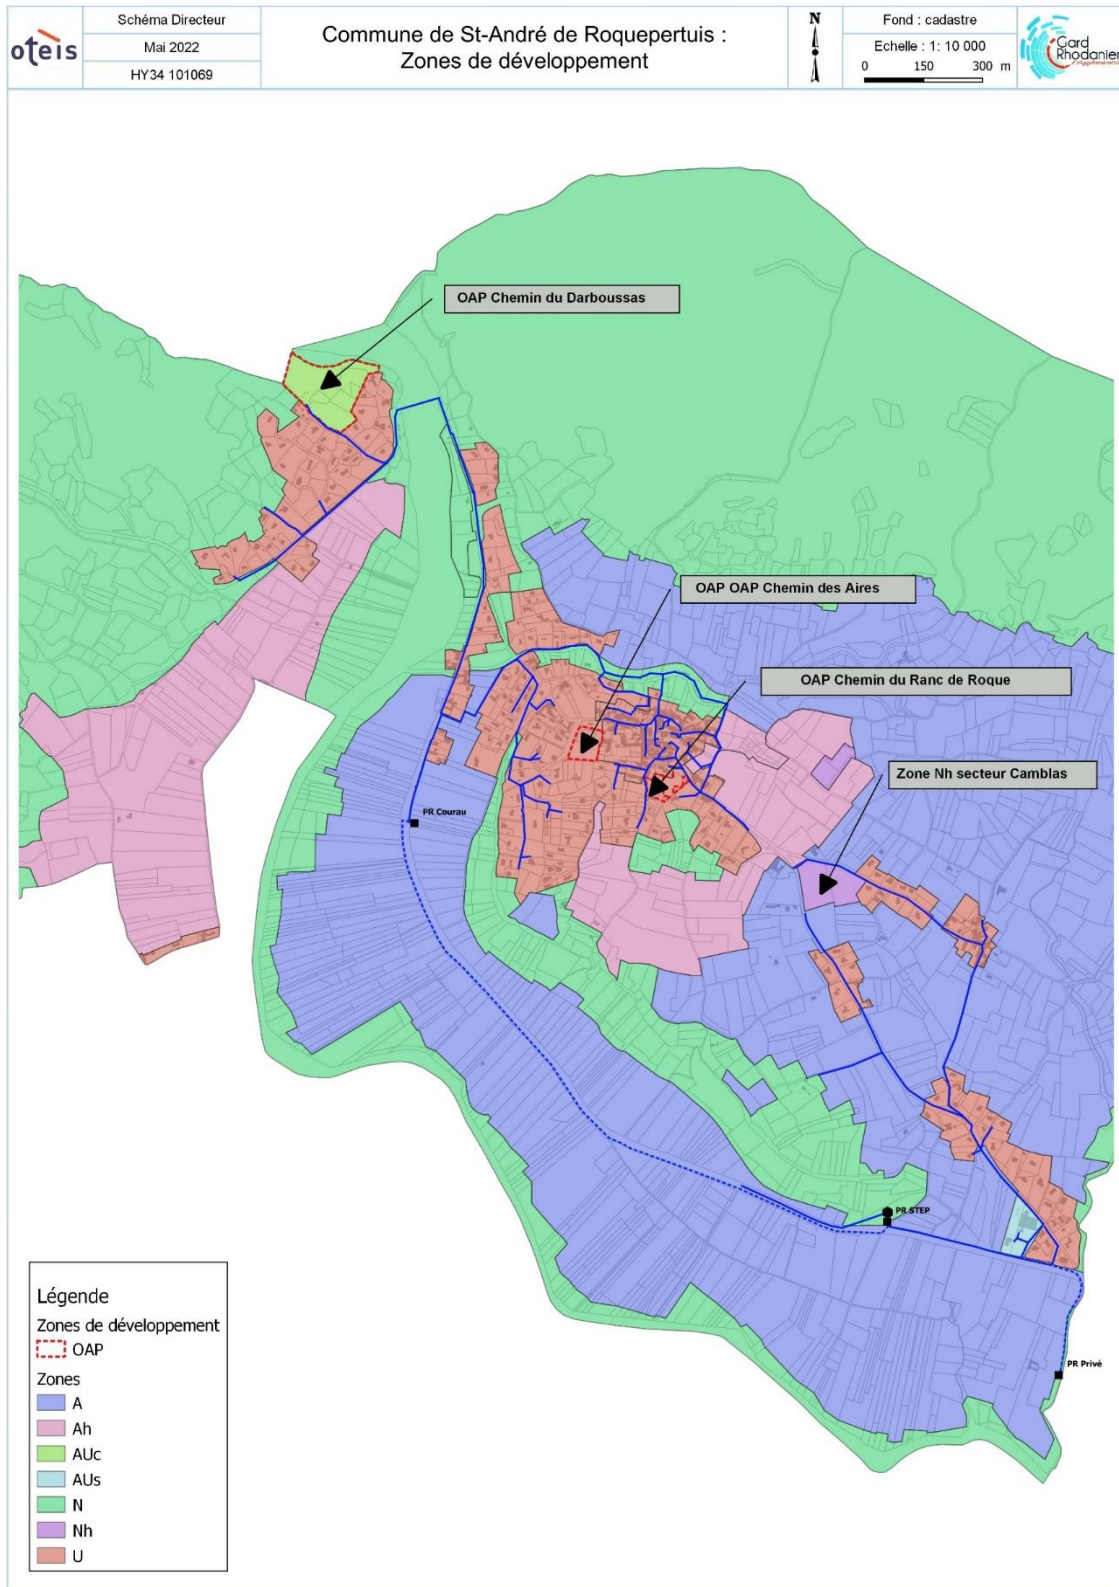 oteis
Schéma Directeur
Mai 2022
HY34 101069
Commune de St-André de Roquepertuis :
Zones de développement
N
Fond : cadastre
Echelle : 1: 10 000
0 150 300 m
Gard
Rhodanien
l'agglomération
OAP Chemin du Darboussas
OAP OAP Chemin des Aires
OAP Chemin du Ranc de Roque
Zone Nh secteur Camblas
PR Courau
PR STEP
PR Privé
Légende
Zones de développement
OAP
Zones
A
Ah
AUc
AUs
N
Nh
U